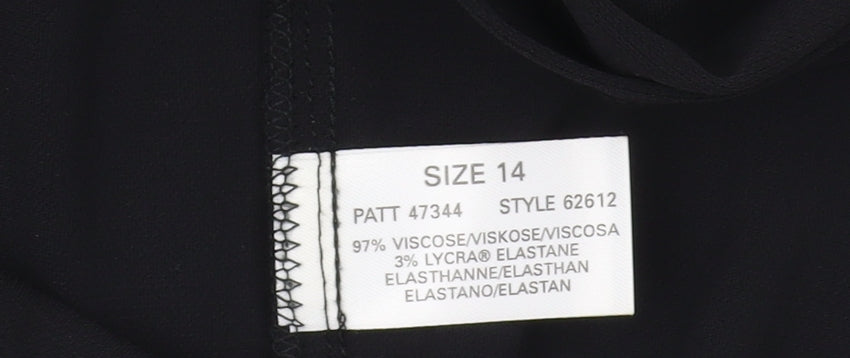 SIZE 14
PATT 47344 STYLE 62612
97% VISCOSE/VISKOSE/VISCOSA
3% LYCRA® ELASTANE
ELASTHANNE/ELASTHAN
ELASTANO/ELASTAN